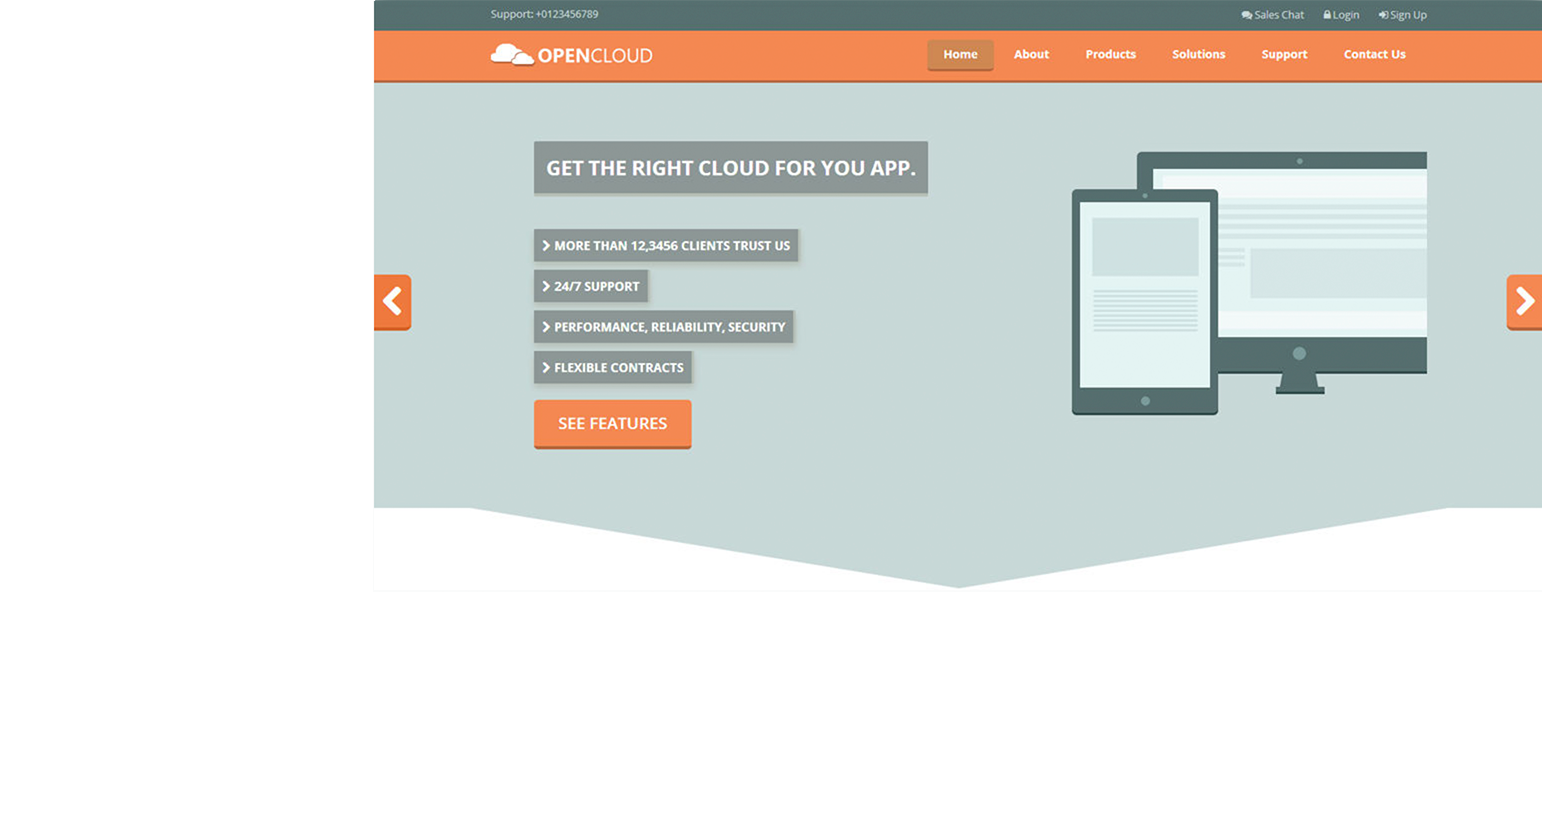 Support: +0123456789
Sales Chat Login Sign Up
OPENCLOUD
Home About Products Solutions Support Contact Us
GET THE RIGHT CLOUD FOR YOU APP.
MORE THAN 12,3456 CLIENTS TRUST US
24/7 SUPPORT
PERFORMANCE, RELIABILITY, SECURITY
FLEXIBLE CONTRACTS
SEE FEATURES